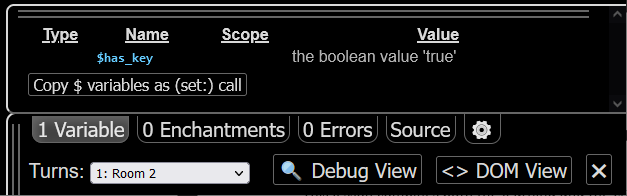 Type Name Scope Value
$has_key the boolean value 'true'
Copy $ variables as (set:) call
1 Variable 0 Enchantments 0 Errors Source
Turns: 1: Room 2 🔍 Debug View <> DOM View ✕